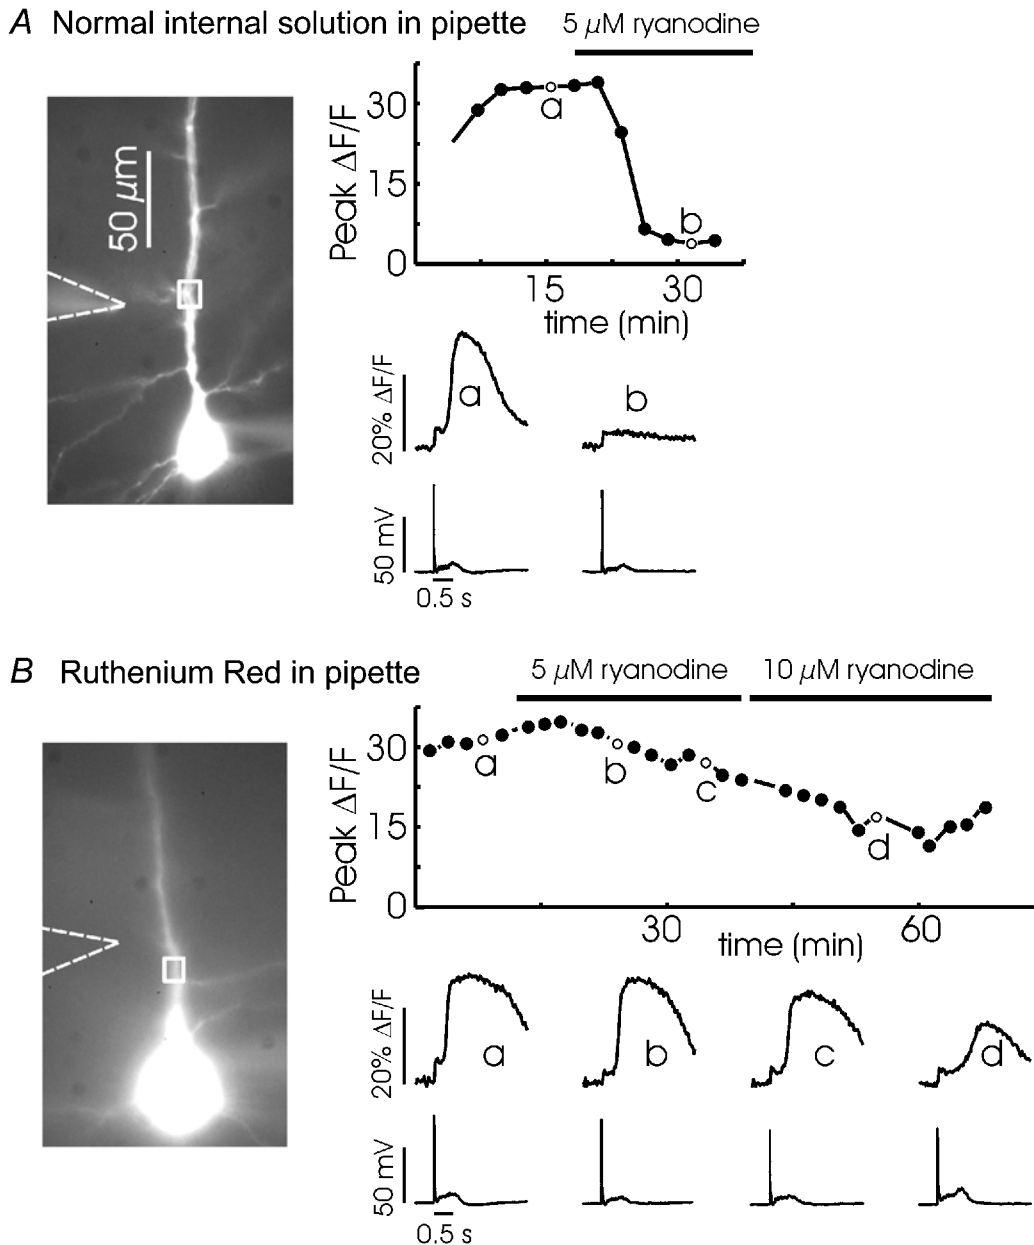 A Normal internal solution in pipette
5 µM ryanodine
50 µm
Peak ΔF/F
30
15
0
a
b
15 30
time (min)
20% ΔF/F
a
b
50 mV
0.5 s
B Ruthenium Red in pipette
5 µM ryanodine
10 µM ryanodine
Peak ΔF/F
30
15
0
a
b
c
d
30 60
time (min)
20% ΔF/F
a
b
c
d
50 mV
0.5 s